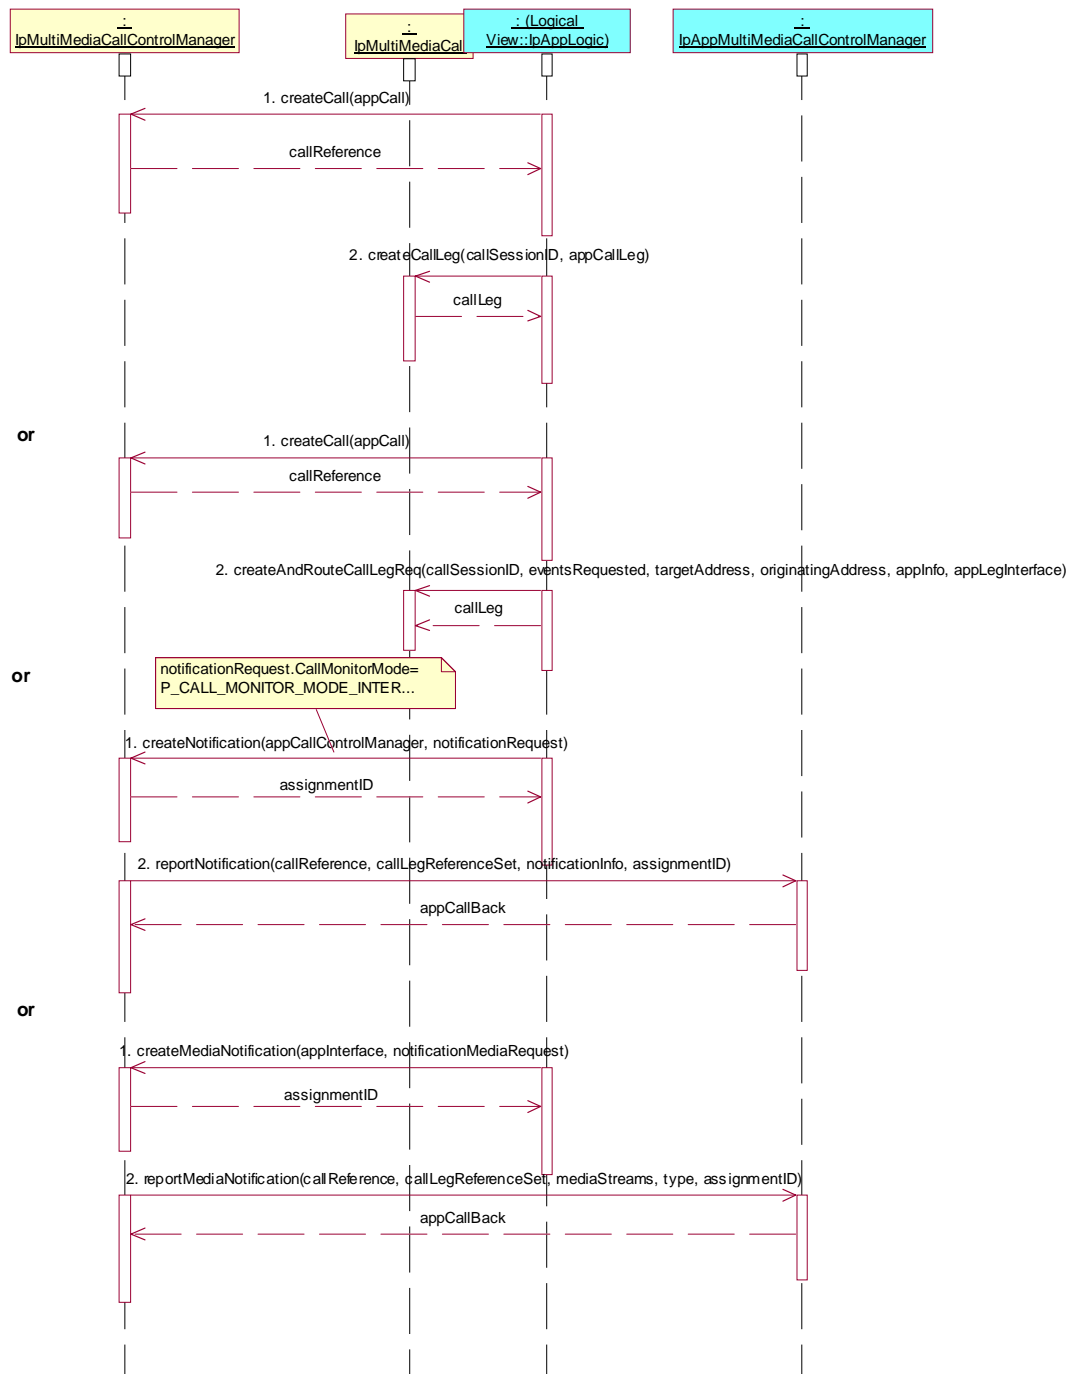 :
IpMultiMediaCallControlManager
:
IpMultiMediaCall
: (Logical
View::IpAppLogic)
:
IpAppMultiMediaCallControlManager
1. createCall(appCall)
callReference
2. createCallLeg(callSessionID, appCallLeg)
callLeg
or
1. createCall(appCall)
callReference
2. createAndRouteCallLegReq(callSessionID, eventsRequested, targetAddress, originatingAddress, appInfo, appLegInterface)
callLeg
notificationRequest.CallMonitorMode=
P_CALL_MONITOR_MODE_INTER...
or
1. createNotification(appCallControlManager, notificationRequest)
assignmentID
2. reportNotification(callReference, callLegReferenceSet, notificationInfo, assignmentID)
appCallBack
or
1. createMediaNotification(appInterface, notificationMediaRequest)
assignmentID
2. reportMediaNotification(callReference, callLegReferenceSet, mediaStreams, type, assignmentID)
appCallBack